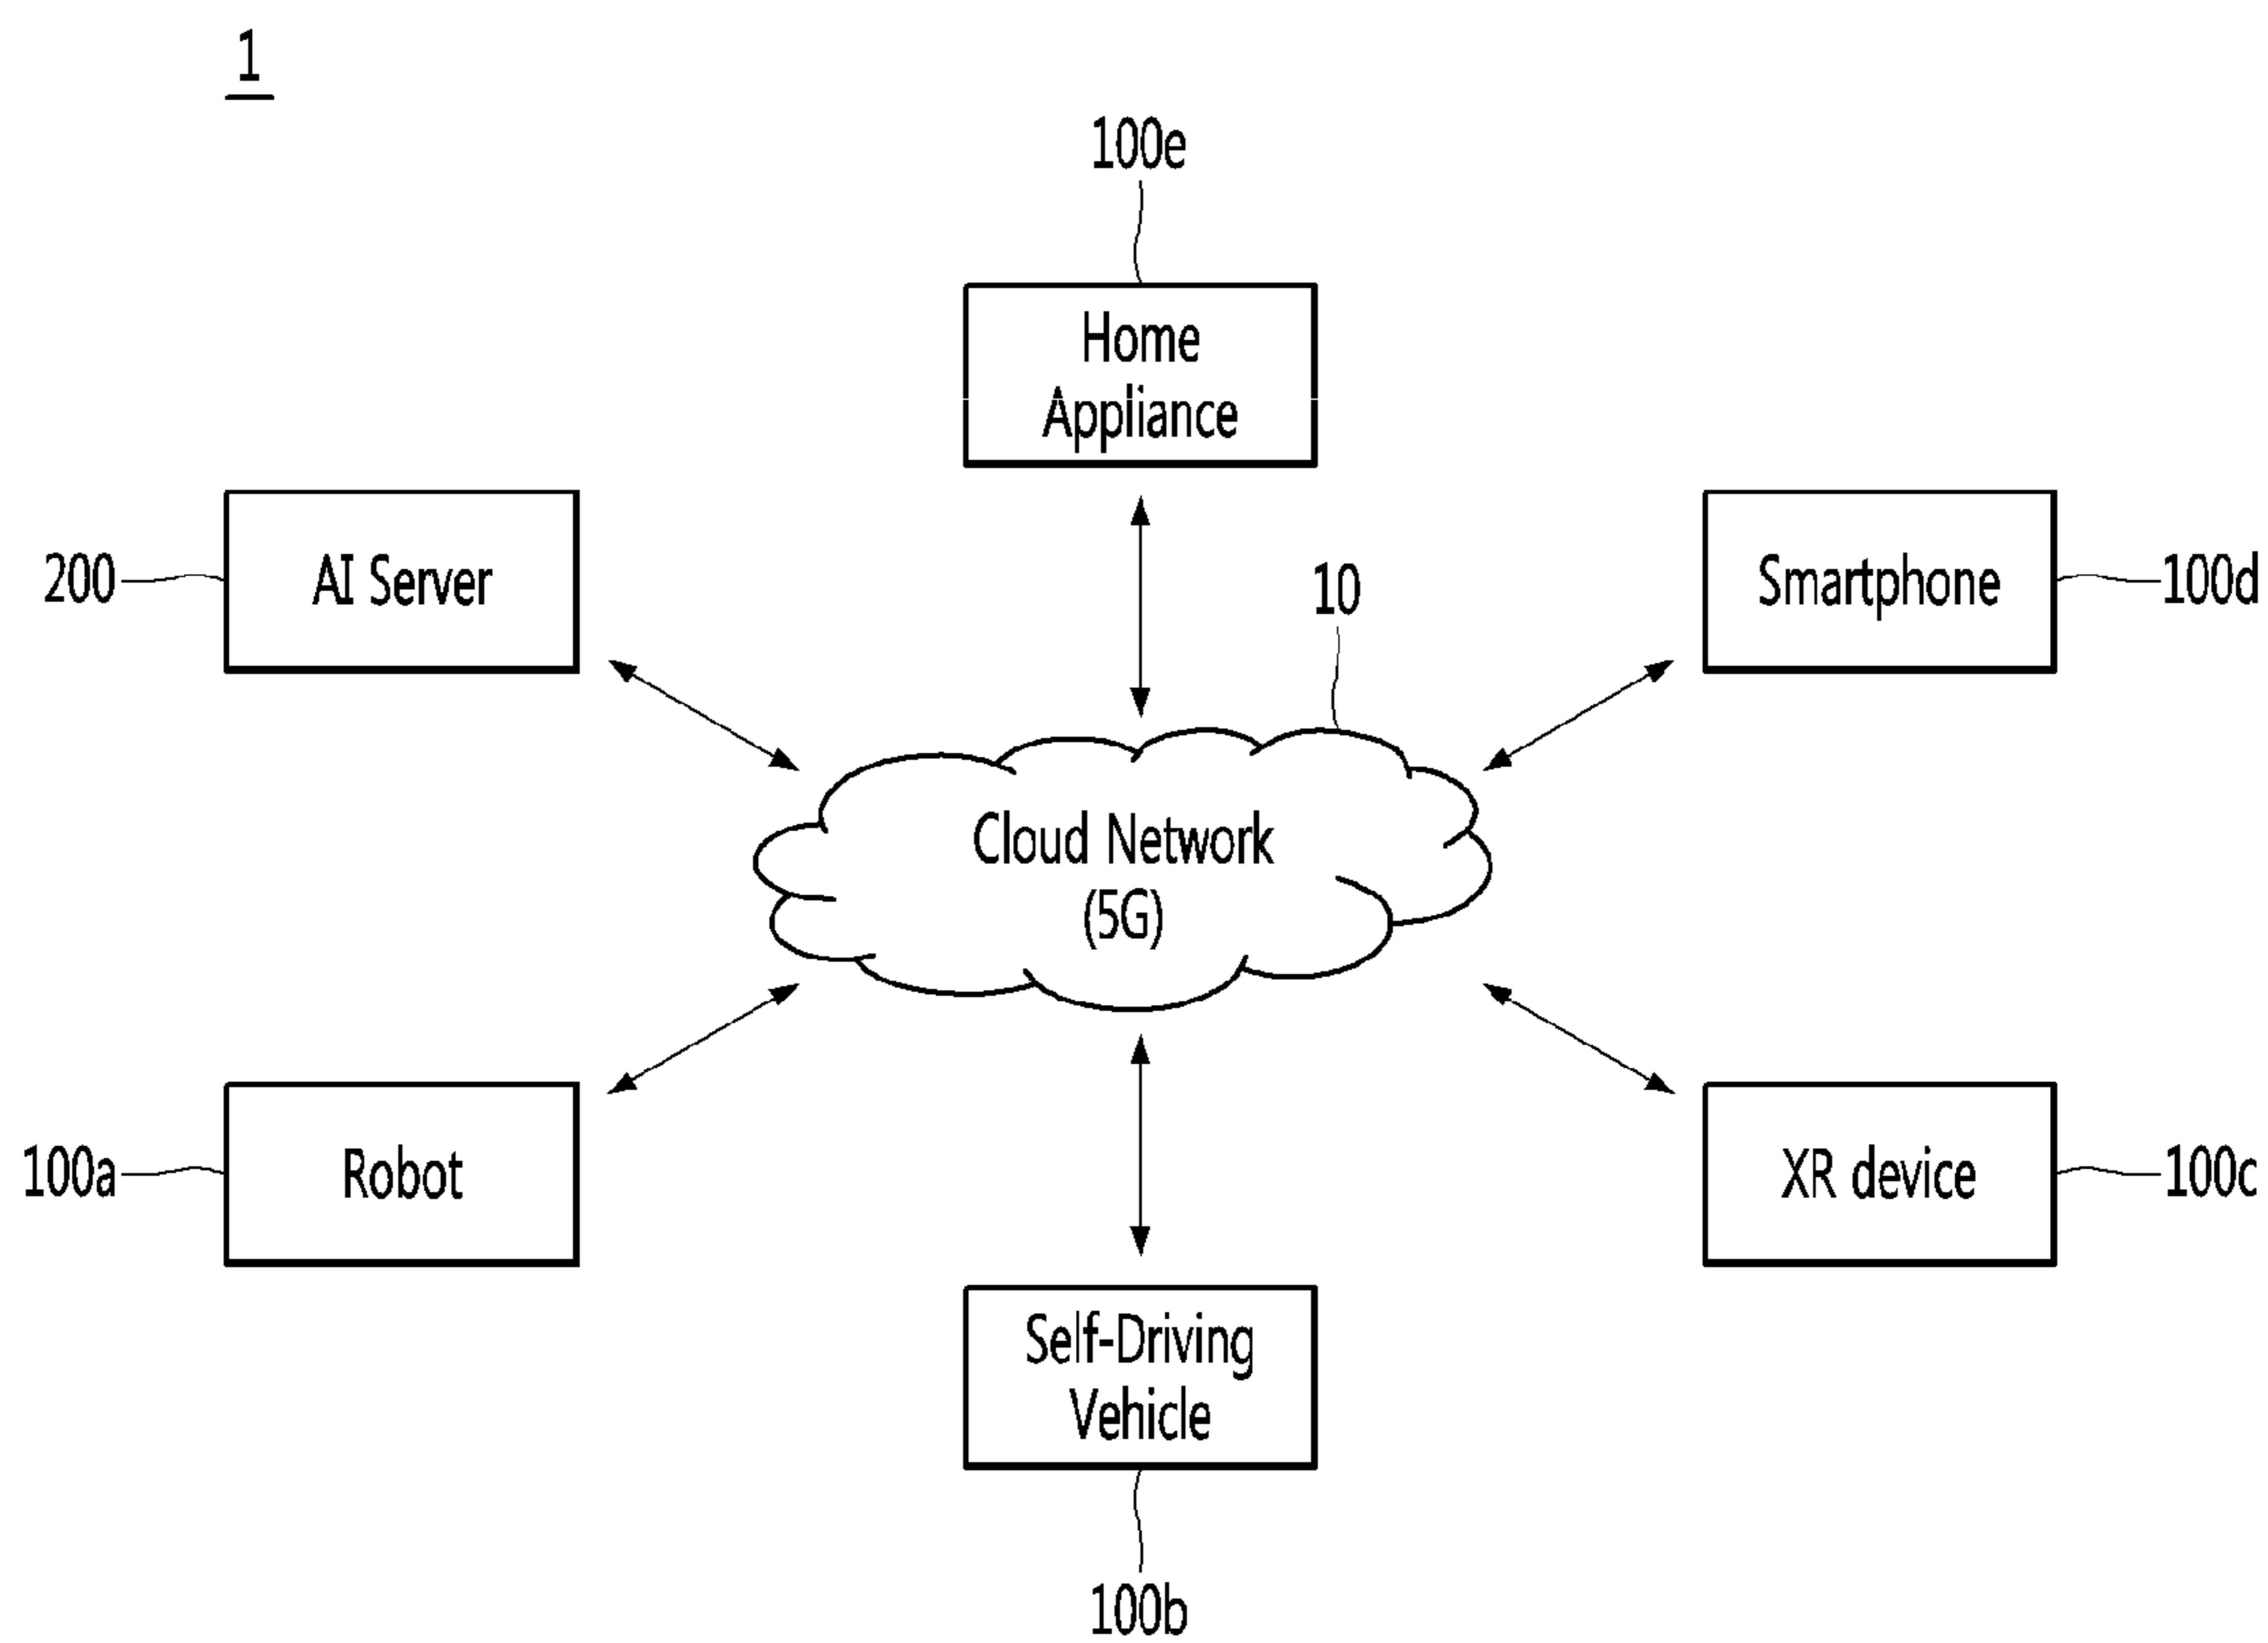 1
100e
Home
Appliance
200
AI Server
10
Smartphone
100d
Cloud Network
(5G)
100a
Robot
XR device
100c
Self-Driving
Vehicle
100b